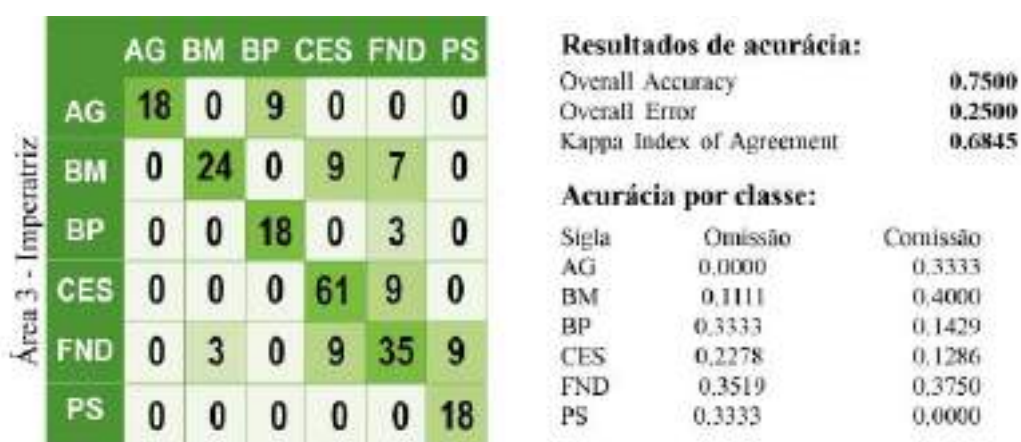 Área 3 - Imperatriz
AG BM BP CES FND PS
AG 18 0 9 0 0 0
BM 0 24 0 9 7 0
BP 0 0 18 0 3 0
CES 0 0 0 61 9 0
FND 0 3 0 9 35 9
PS 0 0 0 0 0 18
Resultados de acurácia:
Overall Accuracy 0.7500
Overall Error 0.2500
Kappa Index of Agreement 0.6845
Acurácia por classe:
Sigla Omissão Comissão
AG 0.0000 0.3333
BM 0.1111 0.4000
BP 0.3333 0.1429
CES 0.2278 0.1286
FND 0.3519 0.3750
PS 0.3333 0.0000